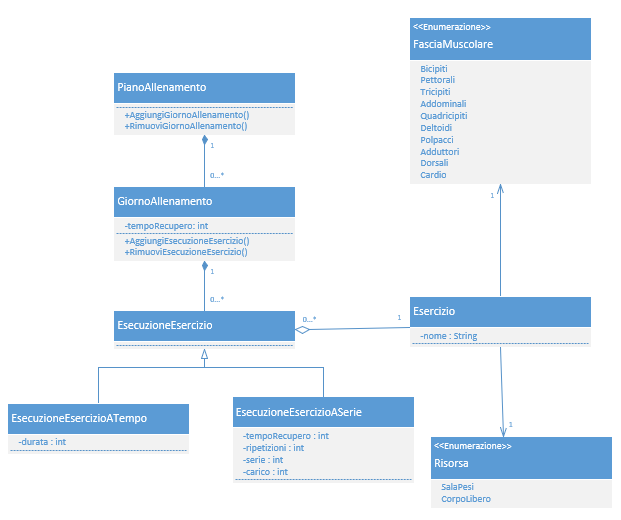 <<Enumerazione>>
FasciaMuscolare
Bicipiti
Pettorali
Tricipiti
Addominali
Quadricipiti
Deltoidi
Polpacci
Adduttori
Dorsali
Cardio
PianoAllenamento
+AggiungiGiornoAllenamento()
+RimuoviGiornoAllenamento()
1
0...*
GiornoAllenamento
-tempoRecupero: int
+AggiungiEsecuzioneEsercizio()
+RimuoviEsecuzioneEsercizio()
1
0...*
EsecuzioneEsercizio
0...*
1
1
Esercizio
-nome : String
EsecuzioneEsercizioATempo
-durata : int
EsecuzioneEsercizioASerie
-tempoRecupero : int
-ripetizioni : int
-serie : int
-carico : int
1
<<Enumerazione>>
Risorsa
SalaPesi
CorpoLibero